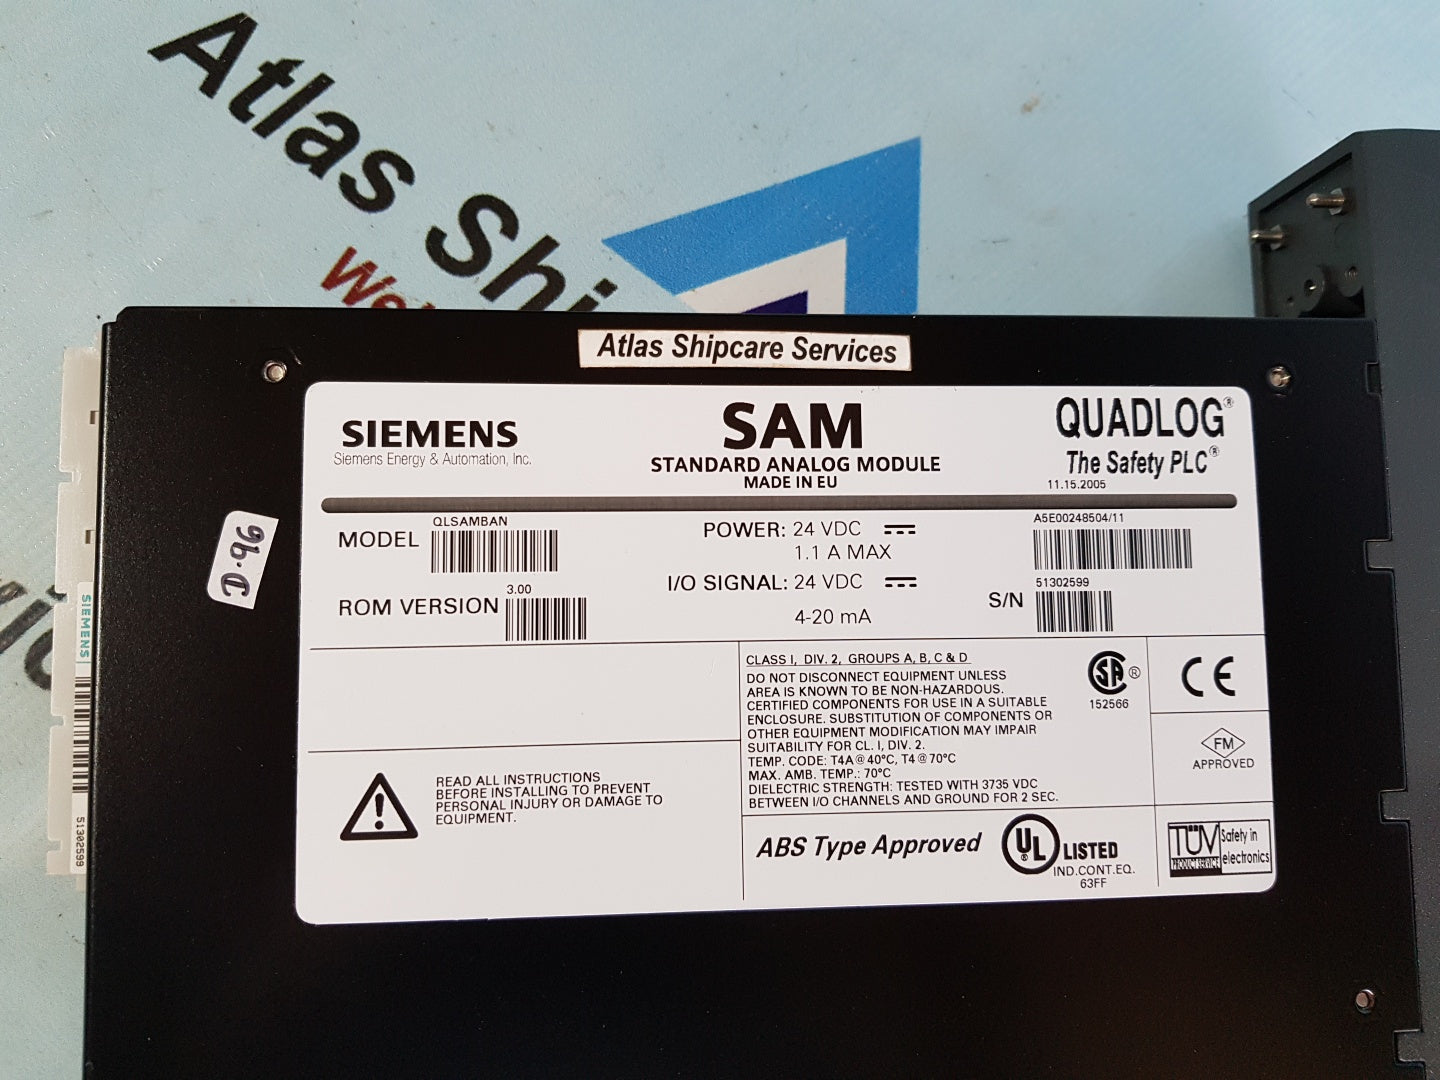 Atlas Shi
We
Atlas Shipcare Services
SIEMENS
Siemens Energy & Automation, Inc.
SAM
STANDARD ANALOG MODULE
MADE IN EU
QUADLOG®
The Safety PLC®
11.15.2005
MODEL
QLSAMBAN
ROM VERSION
3.00
POWER: 24 VDC
1.1 A MAX
I/O SIGNAL: 24 VDC
4-20 mA
A5E00248504/11
S/N
51302599
CLASS I, DIV. 2, GROUPS A, B, C & D
DO NOT DISCONNECT EQUIPMENT UNLESS
AREA IS KNOWN TO BE NON-HAZARDOUS.
CERTIFIED COMPONENTS FOR USE IN A SUITABLE
ENCLOSURE. SUBSTITUTION OF COMPONENTS OR
OTHER EQUIPMENT MODIFICATION MAY IMPAIR
SUITABILITY FOR CL. I, DIV. 2.
TEMP. CODE: T4A @ 40°C, T4 @ 70°C
MAX. AMB. TEMP.: 70°C
DIELECTRIC STRENGTH: TESTED WITH 3735 VDC
BETWEEN I/O CHANNELS AND GROUND FOR 2 SEC.
SA ®
152566
CE
FM
APPROVED
READ ALL INSTRUCTIONS
BEFORE INSTALLING TO PREVENT
PERSONAL INJURY OR DAMAGE TO
EQUIPMENT.
ABS Type Approved
UL ® LISTED
IND.CONT.EQ.
63FF
TÜV
PRODUCT SERVICE
Safety in
electronics
SIEMENS
51302599